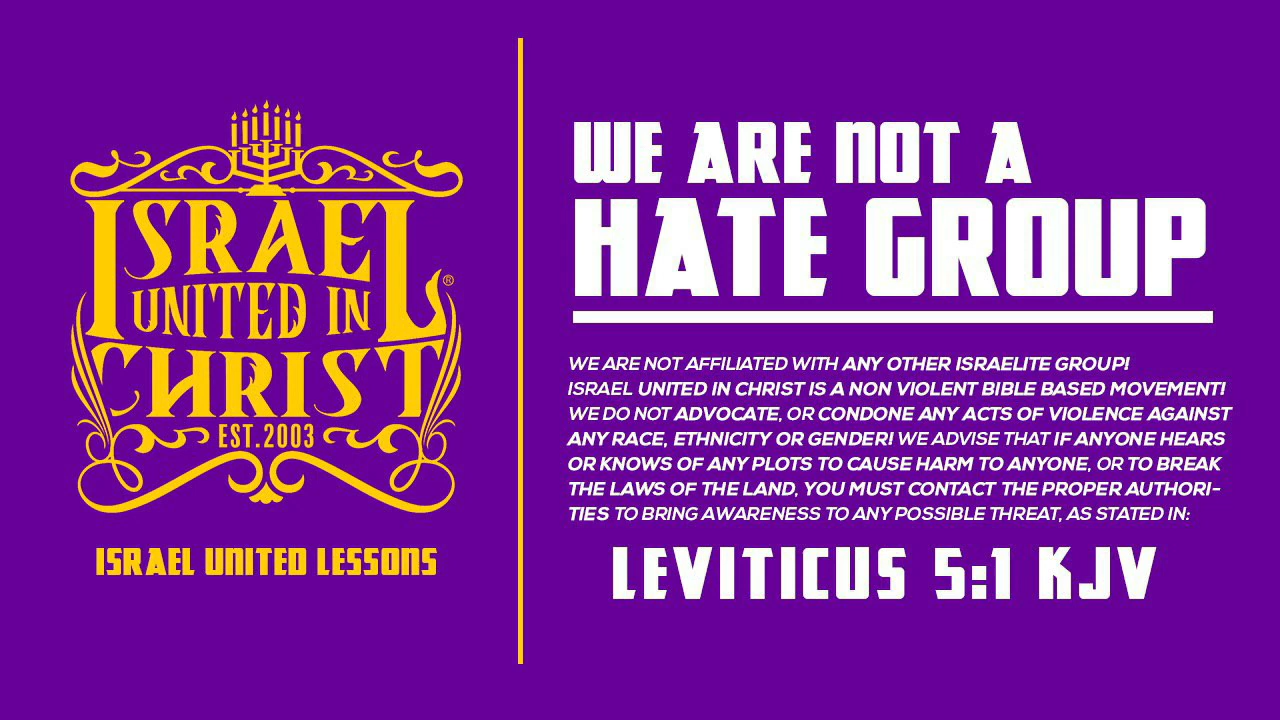 ISRAEL
UNITED IN
CHRIST
®
EST.2003
ISRAEL UNITED LESSONS
WE ARE NOT A
HATE GROUP
WE ARE NOT AFFILIATED WITH ANY OTHER ISRAELITE GROUP!
ISRAEL UNITED IN CHRIST IS A NON VIOLENT BIBLE BASED MOVEMENT!
WE DO NOT ADVOCATE, OR CONDONE ANY ACTS OF VIOLENCE AGAINST
ANY RACE, ETHNICITY OR GENDER! WE ADVISE THAT IF ANYONE HEARS
OR KNOWS OF ANY PLOTS TO CAUSE HARM TO ANYONE, OR TO BREAK
THE LAWS OF THE LAND, YOU MUST CONTACT THE PROPER AUTHORI-
TIES TO BRING AWARENESS TO ANY POSSIBLE THREAT, AS STATED IN:
LEVITICUS 5:1 KJV